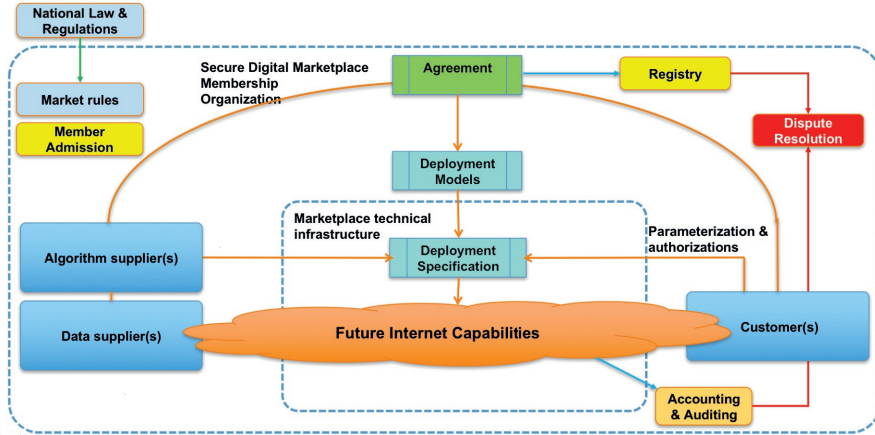 National Law &
Regulations
Secure Digital Marketplace
Membership
Organization
Agreement
Registry
Market rules
Member
Admission
Dispute
Resolution
Deployment
Models
Marketplace technical
infrastructure
Parameterization &
authorizations
Algorithm supplier(s)
Deployment
Specification
Data supplier(s)
Future Internet Capabilities
Customer(s)
Accounting
& Auditing